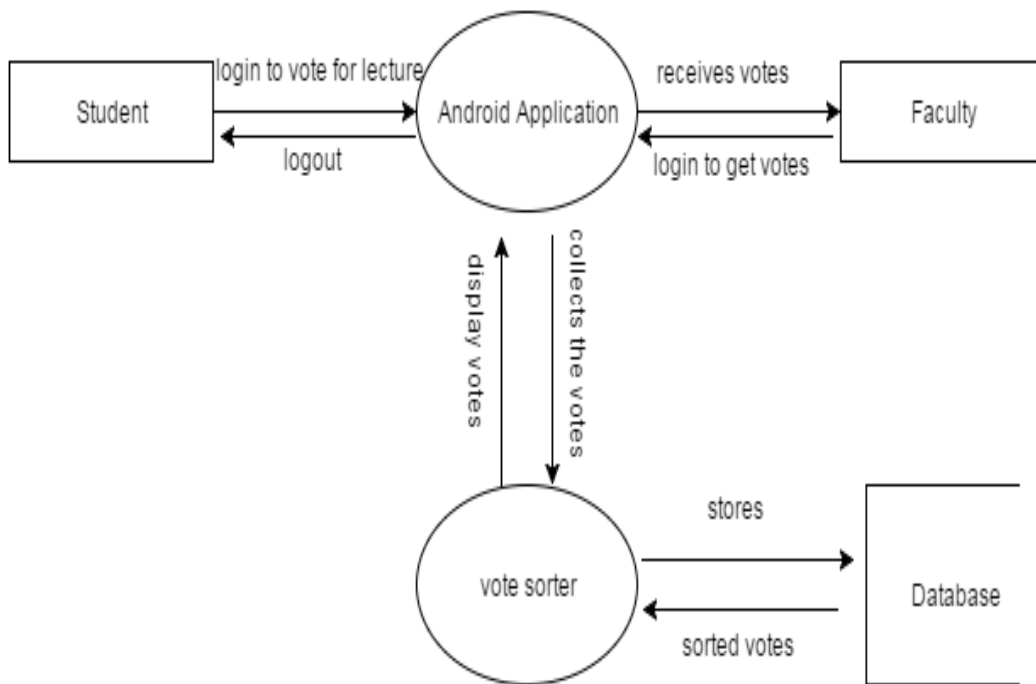 login to vote for lecture
receives votes
Student
Android Application
Faculty
logout
login to get votes
display votes
collects the votes
stores
vote sorter
Database
sorted votes